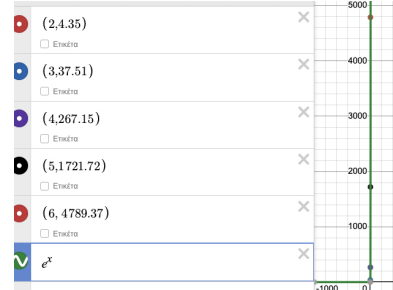 (2,4.35)
Ετικέτα
(3,37.51)
Ετικέτα
(4,267.15)
Ετικέτα
(5,1721.72)
Ετικέτα
(6, 4789.37)
Ετικέτα
e^x
5000
4000
3000
2000
1000
-1000 0